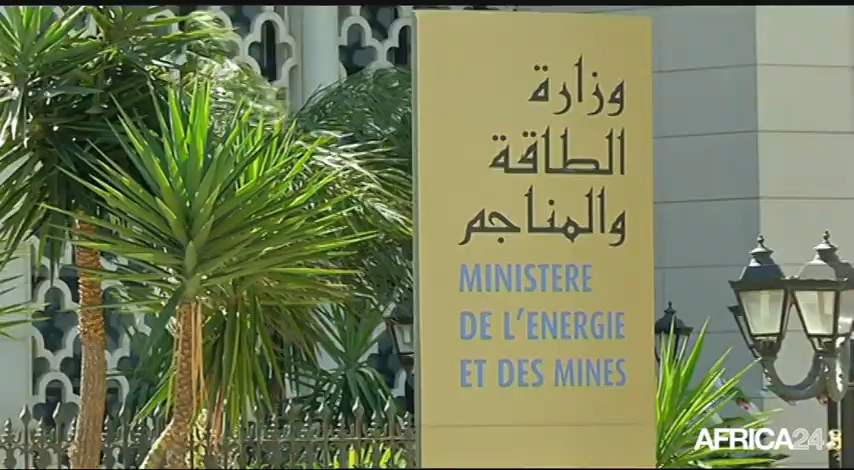 وزارة
الطاقة
والمناجم
MINISTERE
DE L'ENERGIE
ET DES MINES
AFRICA24